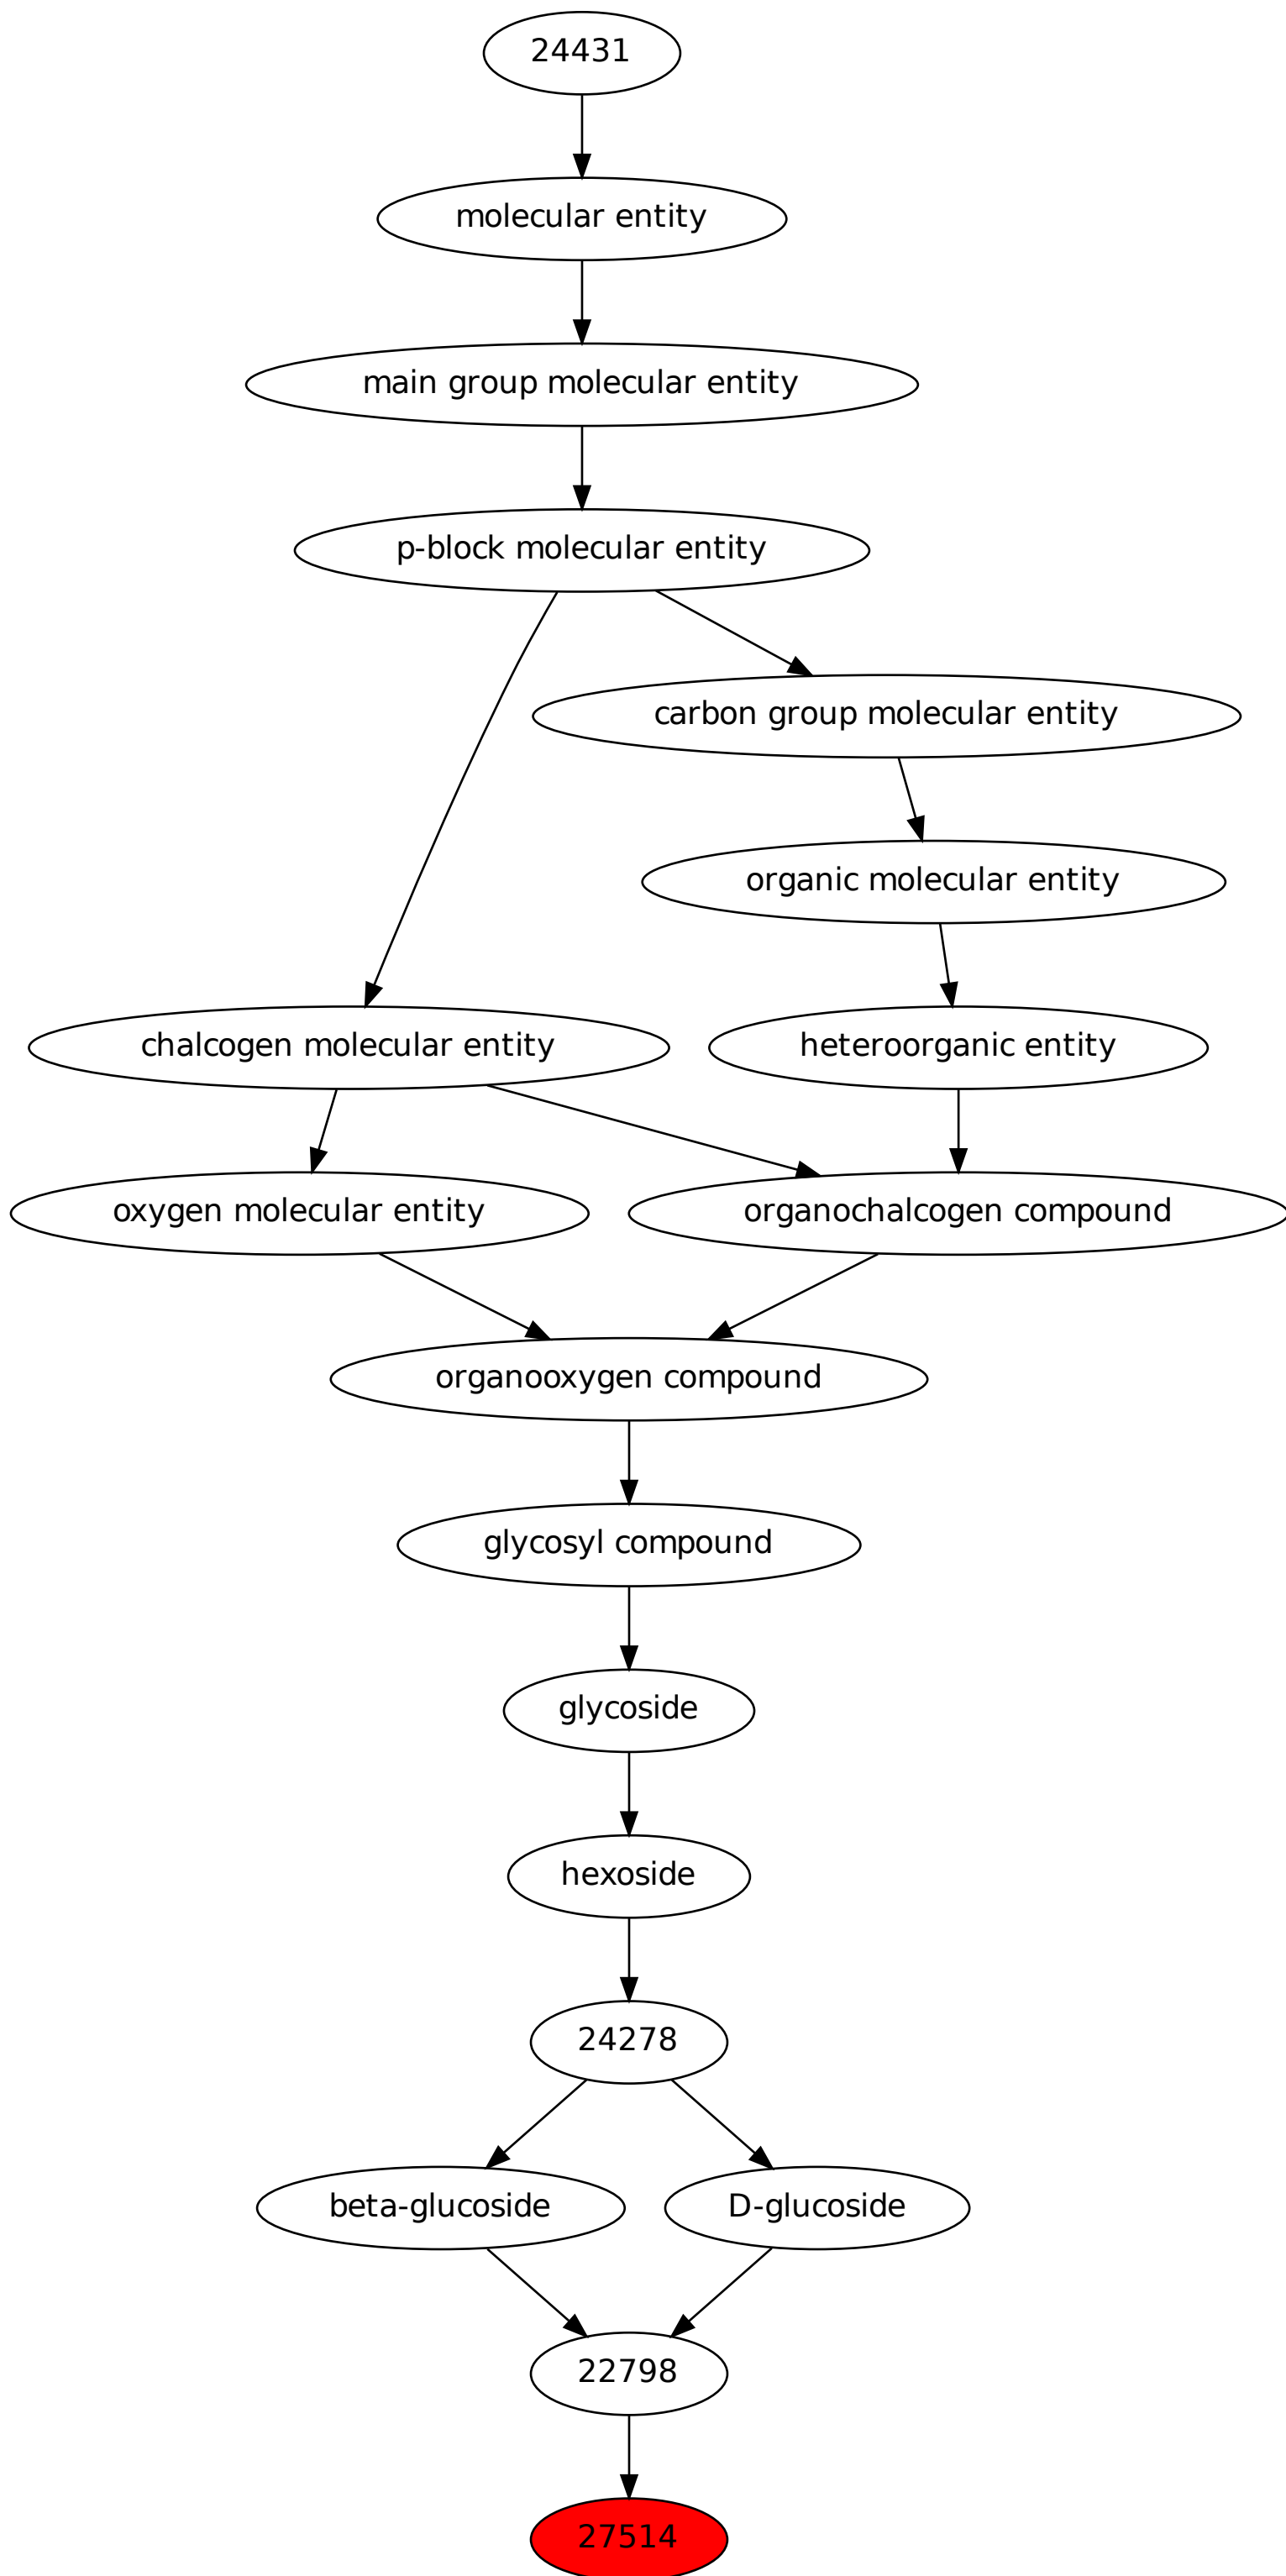 24431
molecular entity
main group molecular entity
p-block molecular entity
carbon group molecular entity
organic molecular entity
chalcogen molecular entity
heteroorganic entity
oxygen molecular entity
organochalcogen compound
organooxygen compound
glycosyl compound
glycoside
hexoside
24278
beta-glucoside
D-glucoside
22798
27514